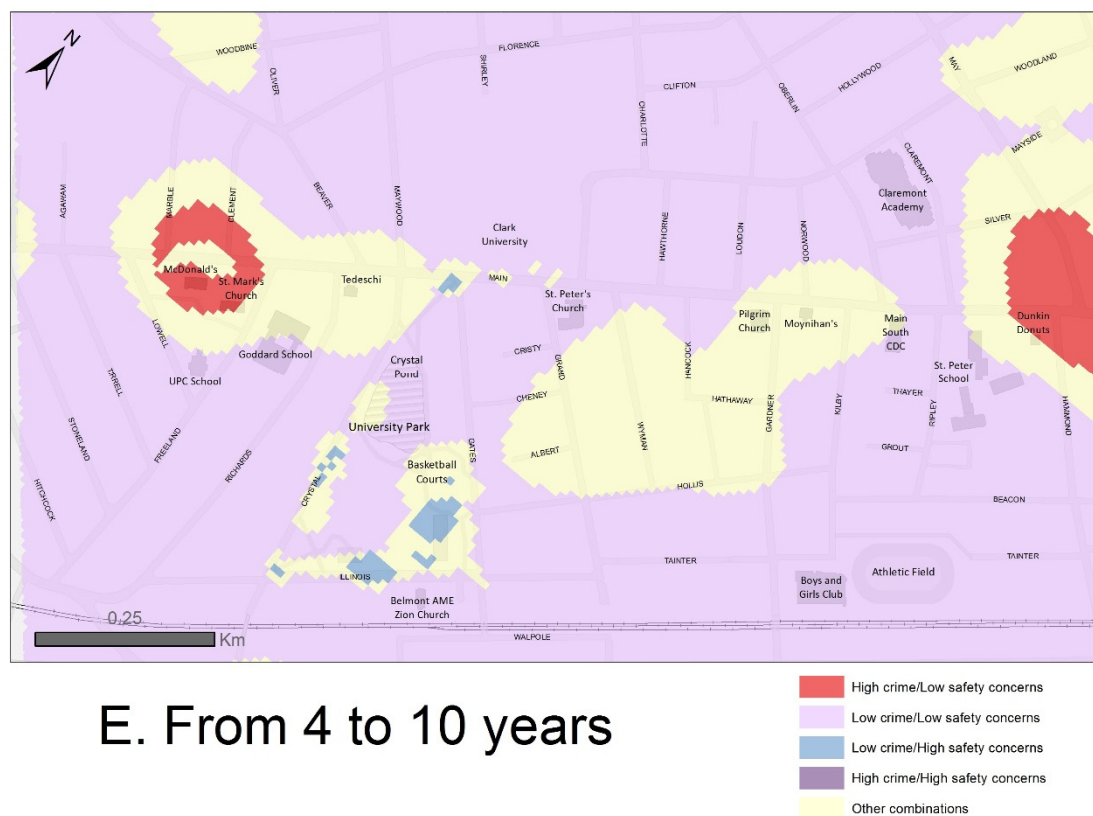 N
WOODBINE
OLIVER
SHIRLEY
FLORENCE
CLIFTON
CHARLOTTE
OBERLIN
HOLLYWOOD
MAY
WOODLAND
MAYSIDE
AGAWAM
MARBLE
CLEMENT
BEAVER
MAYWOOD
Clark
University
HAWTHORNE
LOUDON
NORWOOD
CLAREMONT
Claremont
Academy
SILVER
McDonald's
St. Mark's
Church
Tedeschi
MAIN
St. Peter's
Church
Pilgrim
Church
Moynihan's
Main
South
CDC
Dunkin
Donuts
LOWELL
Goddard School
UPC School
Crystal
Pond
CRISTY
GRAND
HANCOCK
St. Peter
School
TIRRELL
CHENEY
HATHAWAY
THAYER
STONELAND
FREELAND
RICHARDS
University Park
GATES
WYMAN
GARDNER
KILBY
RIPLEY
HAMMOND
HITCHCOCK
CRYSTAL
Basketball
Courts
ALBERT
HOLLIS
GROUT
BEACON
TAINTER
TAINTER
ILLINOIS
Boys and
Girls Club
Athletic Field
Belmont AME
Zion Church
WALPOLE
0.25
Km
E. From 4 to 10 years
High crime/Low safety concerns
Low crime/Low safety concerns
Low crime/High safety concerns
High crime/High safety concerns
Other combinations